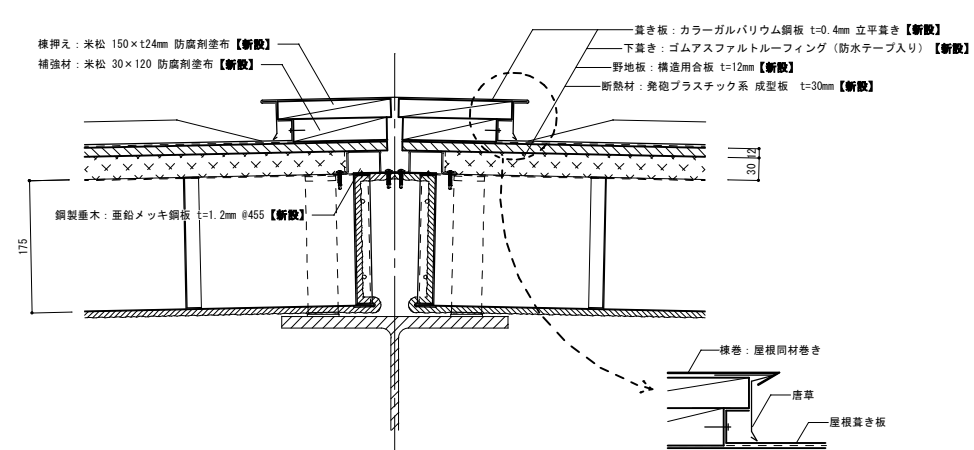 棟押え：米松 150×t24mm 防腐剤塗布【新設】
補強材：米松 30×120 防腐剤塗布【新設】
葺き板：カラーガルバリウム鋼板 t=0.4mm 立平葺き【新設】
下葺き：ゴムアスファルトルーフィング（防水テープ入り）【新設】
野地板：構造用合板 t=12mm【新設】
断熱材：発砲プラスチック系 成型板 t=30mm【新設】
12
30
鋼製垂木：亜鉛メッキ鋼板 t=1.2mm @455【新設】
175
棟巻：屋根同材巻き
唐草
屋根葺き板